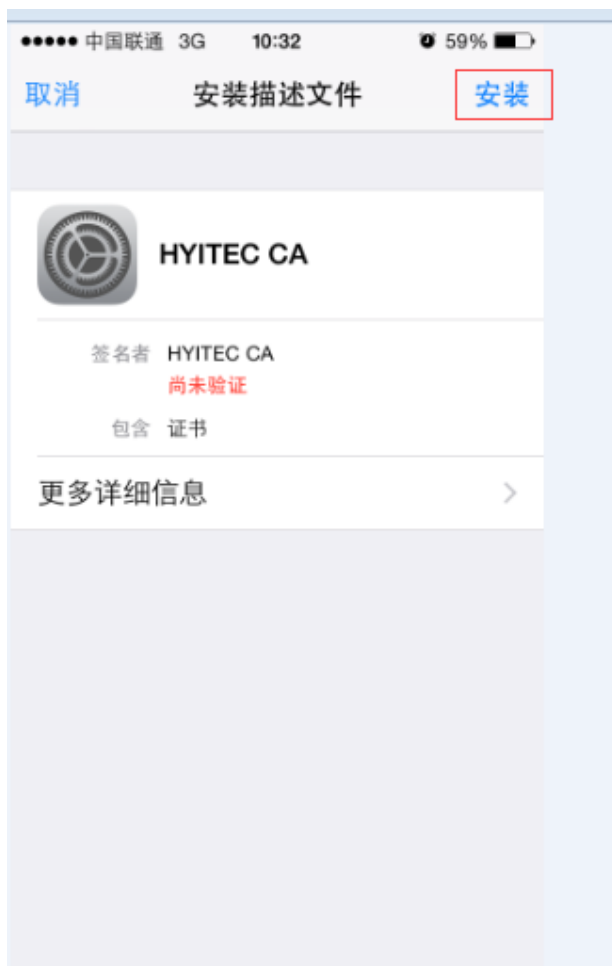 中国联通 3G 10:32 59%
取消 安装描述文件 安装
HYITEC CA
签名者 HYITEC CA
尚未验证
包含 证书
更多详细信息